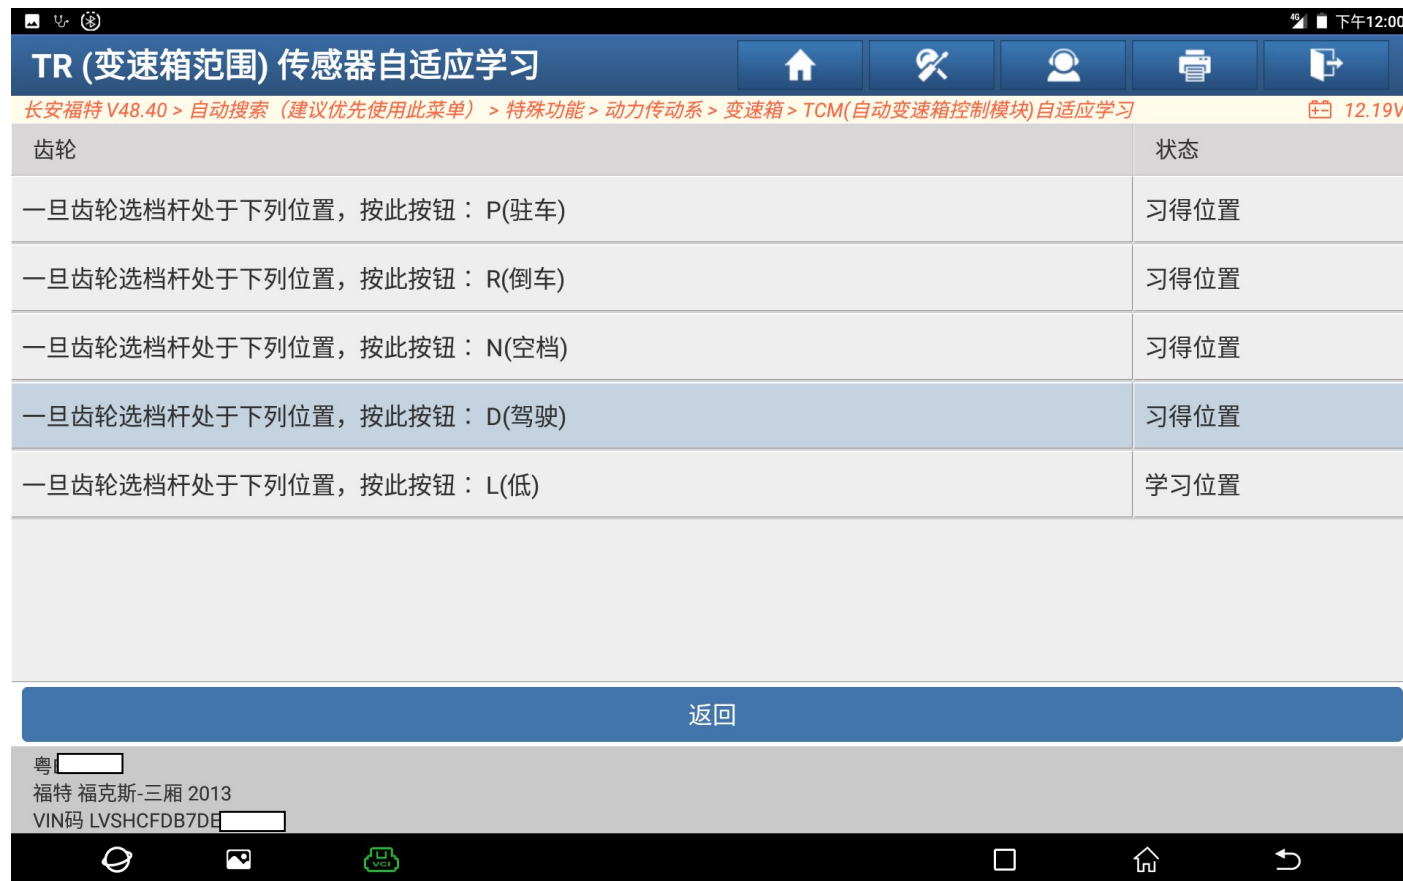 4G 下午12:00
TR (变速箱范围) 传感器自适应学习
长安福特 V48.40 > 自动搜索（建议优先使用此菜单） > 特殊功能 > 动力传动系 > 变速箱 > TCM(自动变速箱控制模块)自适应学习 12.19V
齿轮 状态
一旦齿轮选档杆处于下列位置，按此按钮： P(驻车) 习得位置
一旦齿轮选档杆处于下列位置，按此按钮： R(倒车) 习得位置
一旦齿轮选档杆处于下列位置，按此按钮： N(空档) 习得位置
一旦齿轮选档杆处于下列位置，按此按钮： D(驾驶) 习得位置
一旦齿轮选档杆处于下列位置，按此按钮： L(低) 学习位置
返回
粤
福特 福克斯-三厢 2013
VIN码 LVSHCFDB7DE
VCI